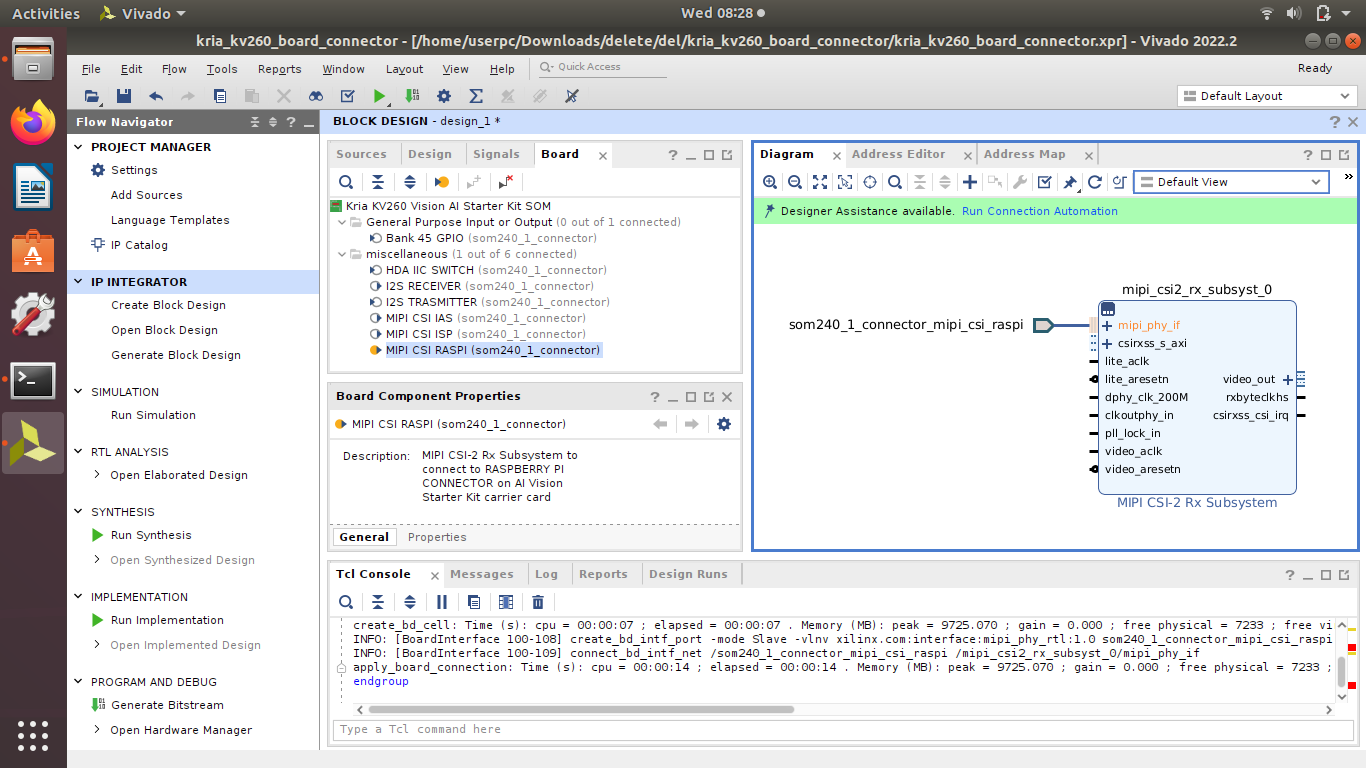 Activities
Vivado
Wed 08:28
kria_kv260_board_connector - [/home/userpc/Downloads/delete/del/kria_kv260_board_connector/kria_kv260_board_connector.xpr] - Vivado 2022.2
File Edit Flow Tools Reports Window Layout View Help
Quick Access
Ready
Default Layout
Flow Navigator
PROJECT MANAGER
Settings
Add Sources
Language Templates
IP Catalog
IP INTEGRATOR
Create Block Design
Open Block Design
Generate Block Design
SIMULATION
Run Simulation
RTL ANALYSIS
Open Elaborated Design
SYNTHESIS
Run Synthesis
Open Synthesized Design
IMPLEMENTATION
Run Implementation
Open Implemented Design
PROGRAM AND DEBUG
Generate Bitstream
Open Hardware Manager
BLOCK DESIGN - design_1 *
Sources Design Signals Board
Kria KV260 Vision AI Starter Kit SOM
General Purpose Input or Output (0 out of 1 connected)
Bank 45 GPIO (som240_1_connector)
miscellaneous (1 out of 6 connected)
HDA IIC SWITCH (som240_1_connector)
I2S RECEIVER (som240_1_connector)
I2S TRASMITTER (som240_1_connector)
MIPI CSI IAS (som240_1_connector)
MIPI CSI ISP (som240_1_connector)
MIPI CSI RASPI (som240_1_connector)
Board Component Properties
MIPI CSI RASPI (som240_1_connector)
Description: MIPI CSI-2 Rx Subsystem to
connect to RASPBERRY PI
CONNECTOR on AI Vision
Starter Kit carrier card
General Properties
Diagram Address Editor Address Map
Default View
Designer Assistance available. Run Connection Automation
mipi_csi2_rx_subsyst_0
som240_1_connector_mipi_csi_raspi
mipi_phy_if
csirxss_s_axi
lite_aclk
lite_aresetn video_out
dphy_clk_200M rxbyteclkhs
clkoutphy_in csirxss_csi_irq
pll_lock_in
video_aclk
video_aresetn
MIPI CSI-2 Rx Subsystem
Tcl Console Messages Log Reports Design Runs
create_bd_cell: Time (s): cpu = 00:00:07 ; elapsed = 00:00:07 . Memory (MB): peak = 9725.070 ; gain = 0.000 ; free physical = 7233 ; free vi
INFO: [BoardInterface 100-108] create_bd_intf_port -mode Slave -vlnv xilinx.com:interface:mipi_phy_rtl:1.0 som240_1_connector_mipi_csi_raspi
INFO: [BoardInterface 100-109] connect_bd_intf_net /som240_1_connector_mipi_csi_raspi /mipi_csi2_rx_subsyst_0/mipi_phy_if
apply_board_connection: Time (s): cpu = 00:00:14 ; elapsed = 00:00:14 . Memory (MB): peak = 9725.070 ; gain = 0.000 ; free physical = 7233 ;
endgroup
Type a Tcl command here